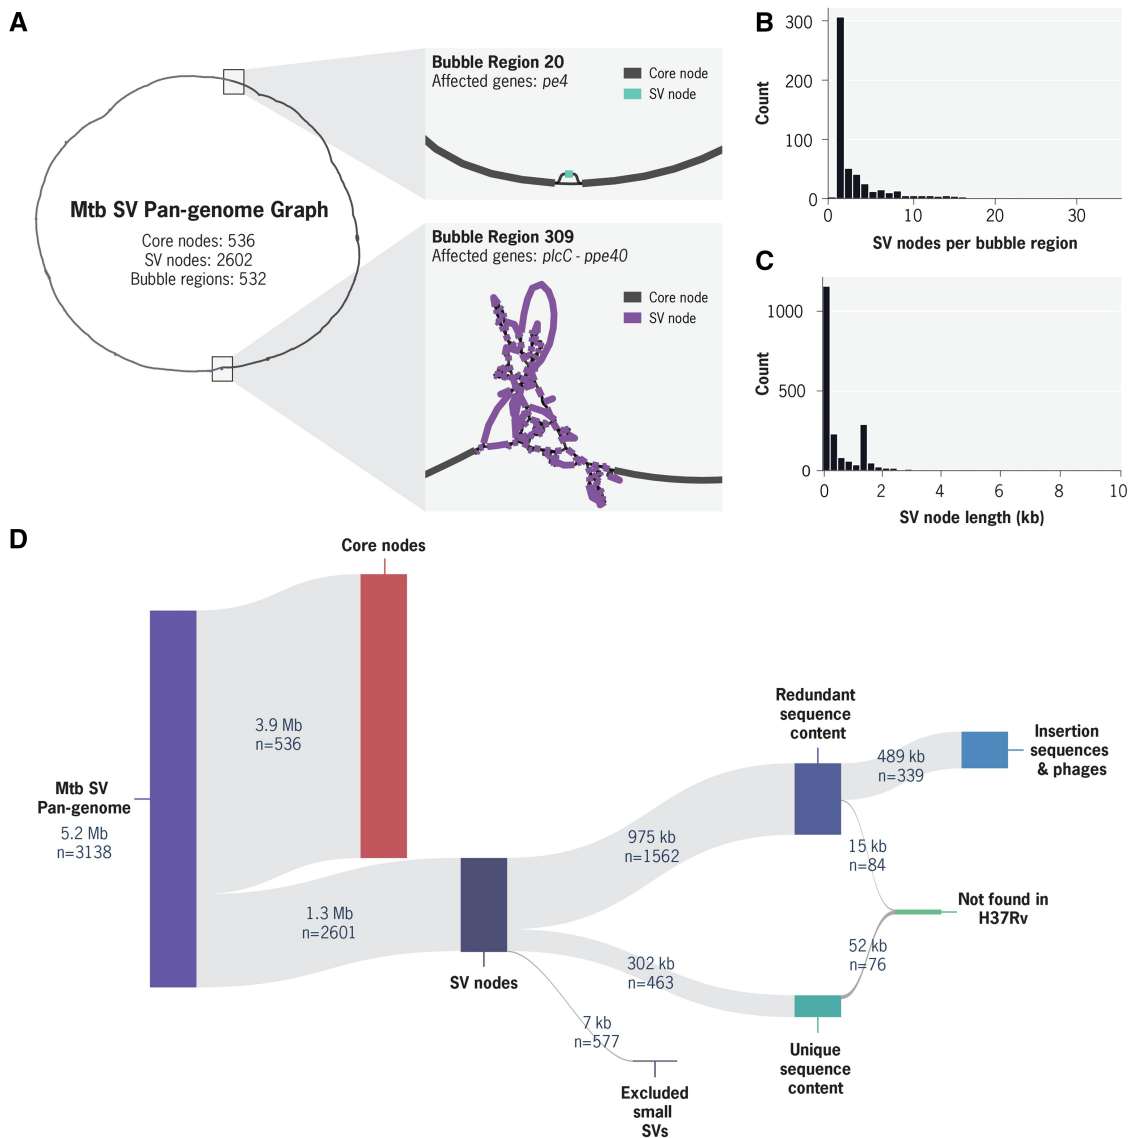 A
Mtb SV Pan-genome Graph
Core nodes: 536
SV nodes: 2602
Bubble regions: 532
Bubble Region 20
Affected genes: pe4
Core node
SV node
Bubble Region 309
Affected genes: plcC - ppe40
Core node
SV node
B
300
200
100
0
Count
0
10
20
30
SV nodes per bubble region
C
1000
500
0
Count
0
2
4
6
8
10
SV node length (kb)
D
Core nodes
3.9 Mb
n=536
Mtb SV
Pan-genome
5.2 Mb
n=3138
1.3 Mb
n=2601
SV nodes
975 kb
n=1562
302 kb
n=463
7 kb
n=577
Excluded
small
SVs
Redundant
sequence
content
489 kb
n=339
Insertion
sequences
& phages
15 kb
n=84
Not found in
H37Rv
52 kb
n=76
Unique
sequence
content